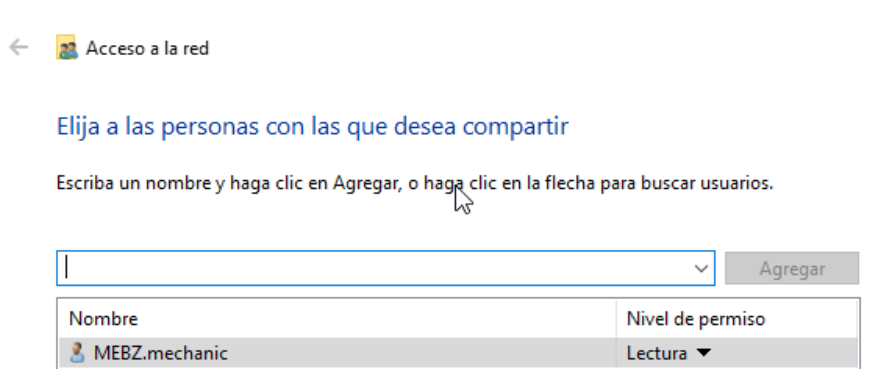 Acceso a la red
Elija a las personas con las que desea compartir
Escriba un nombre y haga clic en Agregar, o haga clic en la flecha para buscar usuarios.
Agregar
Nombre Nivel de permiso
MEBZ.mechanic Lectura